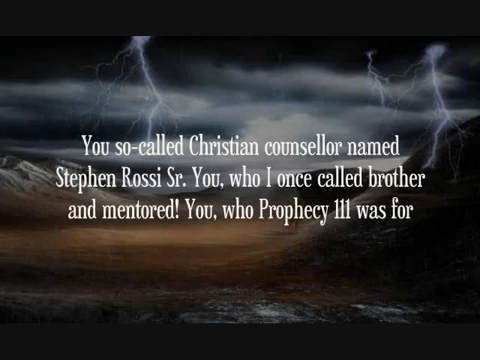 You so-called Christian counsellor named
Stephen Rossi Sr. You, who I once called brother
and mentored! You, who Prophecy 111 was for